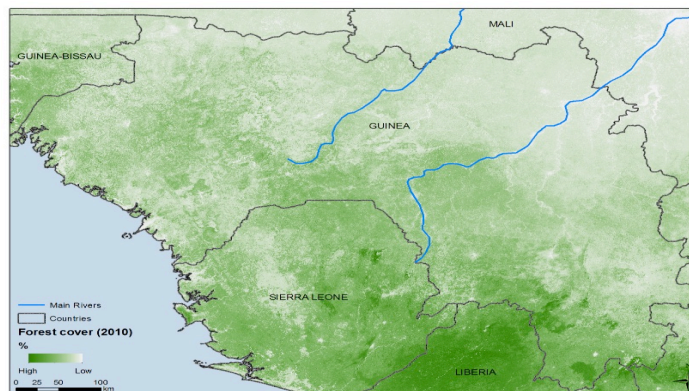 MALI
GUINEA-BISSAU
GUINEA
SIERRA LEONE
LIBERIA
Main Rivers
Countries
Forest cover (2010)
%
High Low
0 25 50 100
km